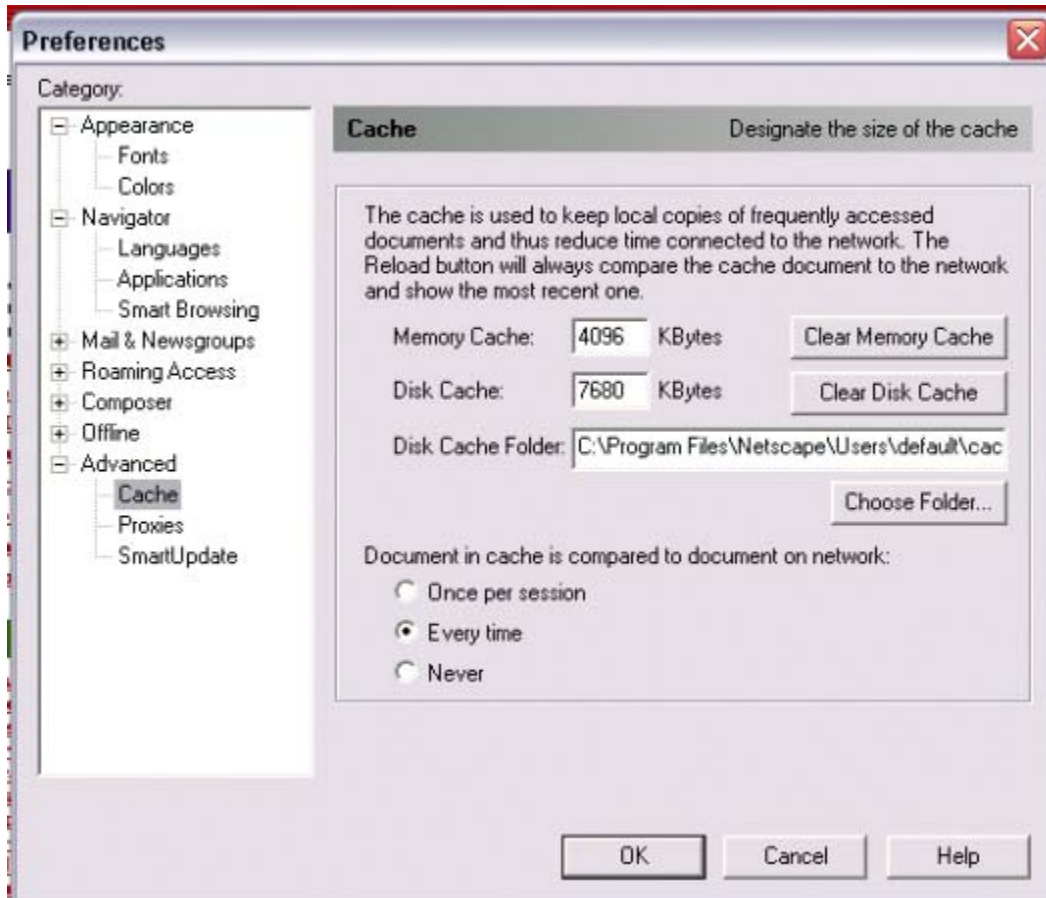 Preferences
Category:
Appearance
Fonts
Colors
Navigator
Languages
Applications
Smart Browsing
Mail & Newsgroups
Roaming Access
Composer
Offline
Advanced
Cache
Proxies
SmartUpdate
Cache Designate the size of the cache
The cache is used to keep local copies of frequently accessed
documents and thus reduce time connected to the network. The
Reload button will always compare the cache document to the network
and show the most recent one.
Memory Cache: 4096 KBytes Clear Memory Cache
Disk Cache: 7680 KBytes Clear Disk Cache
Disk Cache Folder: C:\Program Files\Netscape\Users\default\cac
Choose Folder...
Document in cache is compared to document on network:
Once per session
Every time
Never
OK Cancel Help